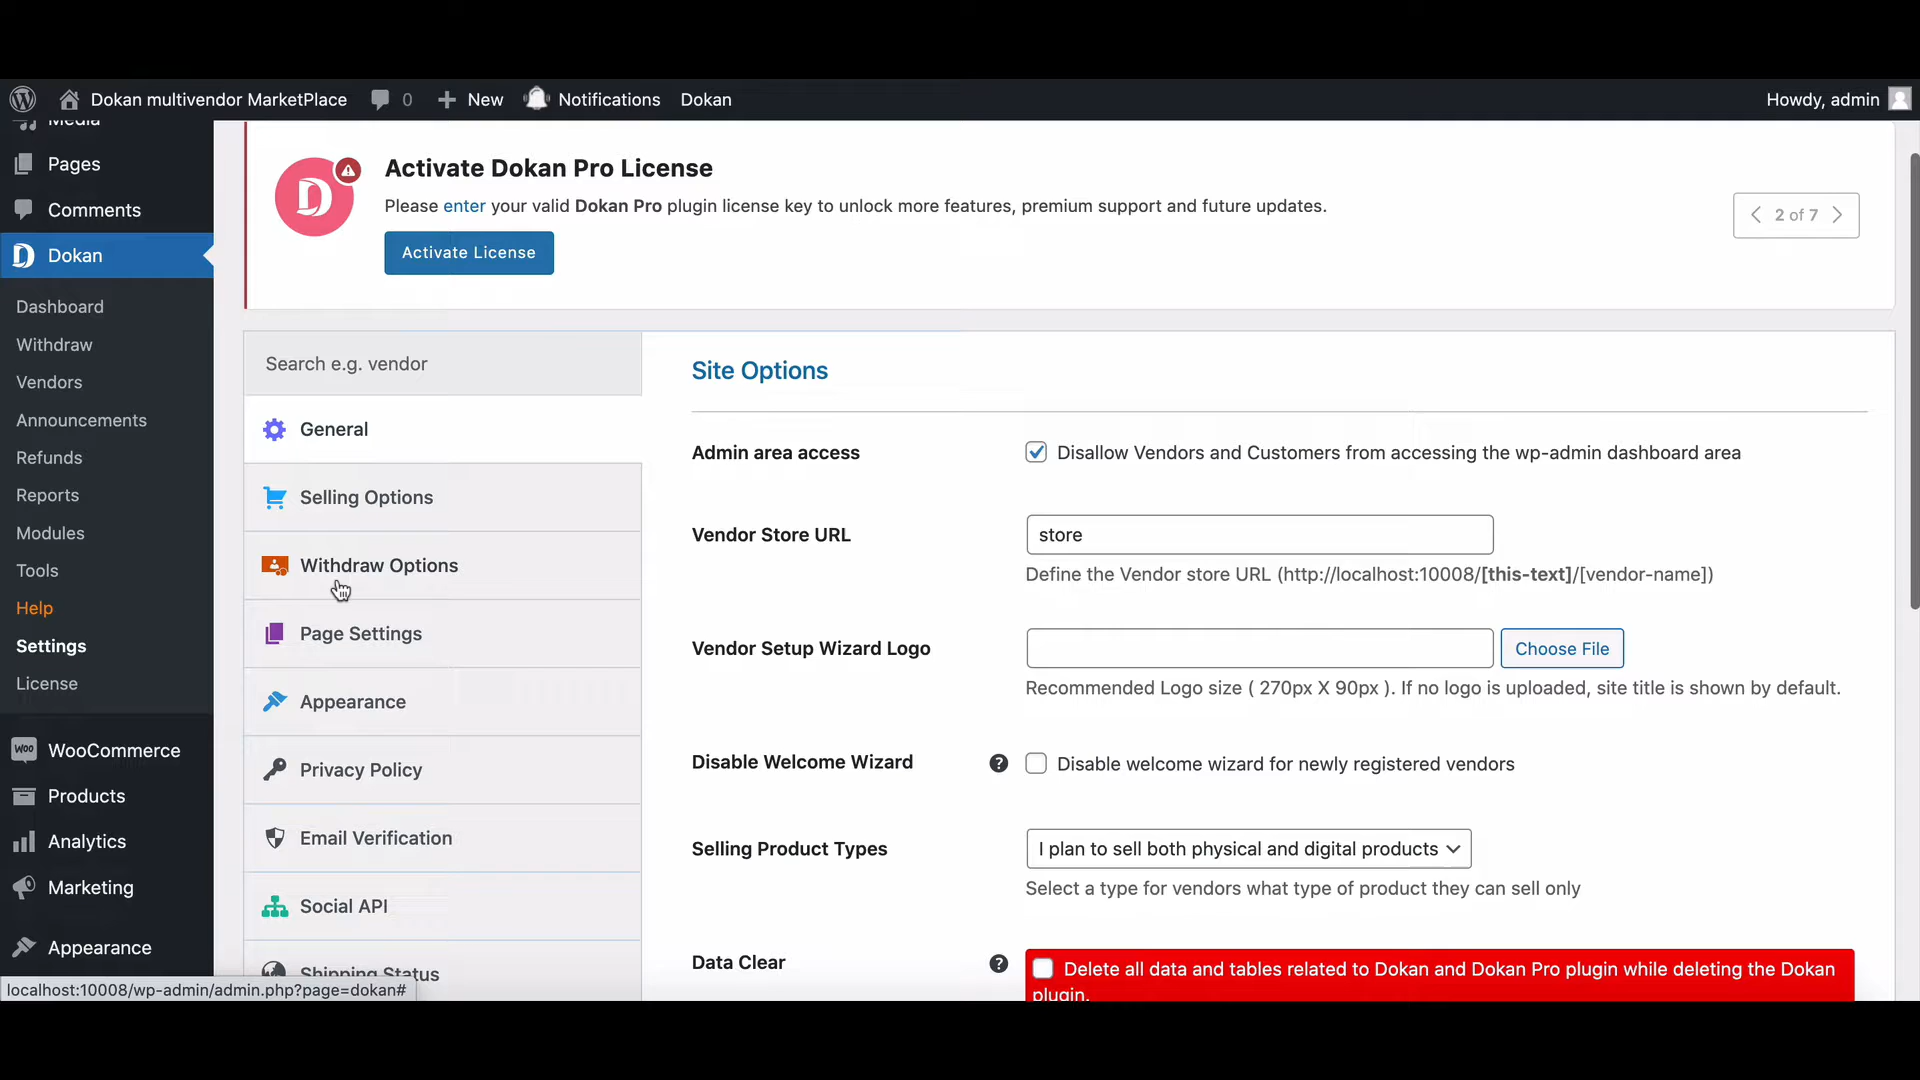 Dokan multivendor MarketPlace 0 New Notifications Dokan Howdy, admin
Media
Pages
Comments
Dokan
Dashboard
Withdraw
Vendors
Announcements
Refunds
Reports
Modules
Tools
Help
Settings
License
WooCommerce
Products
Analytics
Marketing
Appearance
localhost:10008/wp-admin/admin.php?page=dokan#
Activate Dokan Pro License
Please enter your valid Dokan Pro plugin license key to unlock more features, premium support and future updates.
Activate License
2 of 7
Search e.g. vendor
General
Selling Options
Withdraw Options
Page Settings
Appearance
Privacy Policy
Email Verification
Social API
Shipping Status
Site Options
Admin area access
Disallow Vendors and Customers from accessing the wp-admin dashboard area
Vendor Store URL
store
Define the Vendor store URL (http://localhost:10008/[this-text]/[vendor-name])
Vendor Setup Wizard Logo
Choose File
Recommended Logo size ( 270px X 90px ). If no logo is uploaded, site title is shown by default.
Disable Welcome Wizard
Disable welcome wizard for newly registered vendors
Selling Product Types
I plan to sell both physical and digital products
Select a type for vendors what type of product they can sell only
Data Clear
Delete all data and tables related to Dokan and Dokan Pro plugin while deleting the Dokan
plugin.